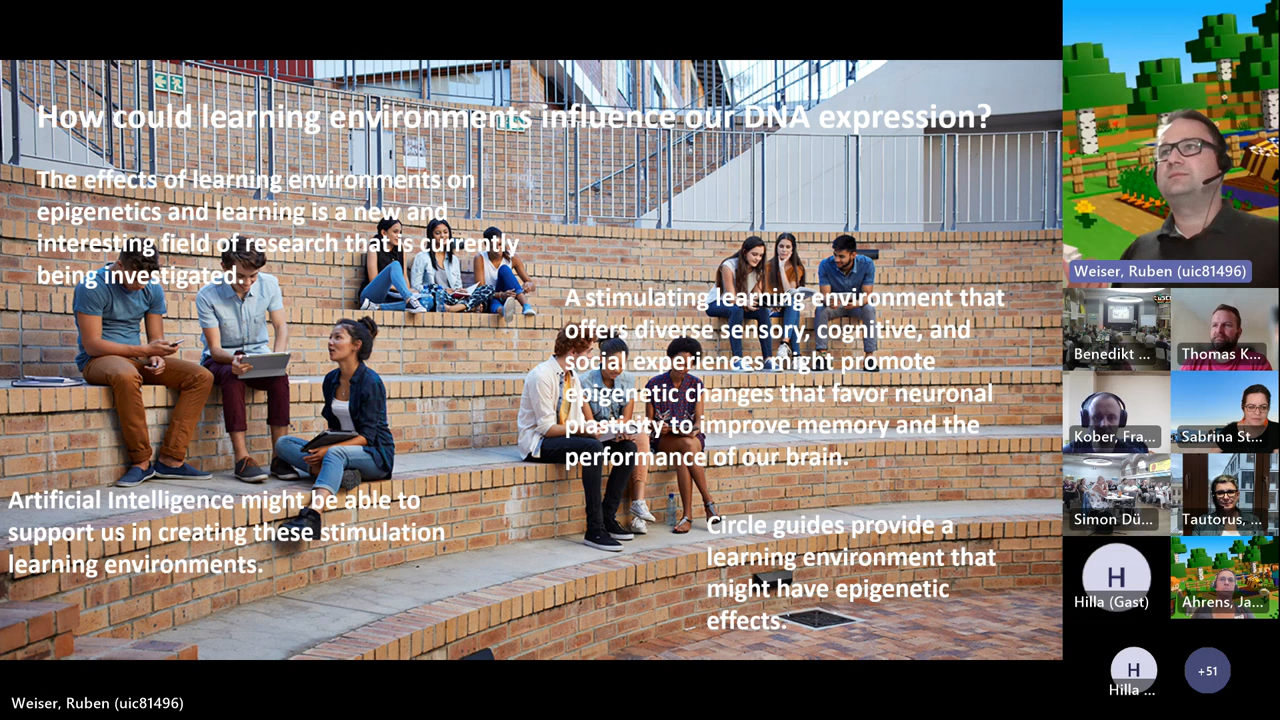 How could learning environments influence our DNA expression?
The effects of learning environments on
epigenetics and learning is a new and
interesting field of research that is currently
being investigated.
A stimulating learning environment that
offers diverse sensory, cognitive, and
social experiences might promote
epigenetic changes that favor neuronal
plasticity to improve memory and the
performance of our brain.
Artificial Intelligence might be able to
support us in creating these stimulation
learning environments.
Circle guides provide a
learning environment that
might have epigenetic
effects.
Weiser, Ruben (uic81496)
Weiser, Ruben (uic81496)
Benedikt ...
Thomas K...
Kober, Fra...
Sabrina St...
Simon Dü...
Tautorus, ...
H
Hilla (Gast)
Ahrens, Ja...
H
Hilla ...
+51